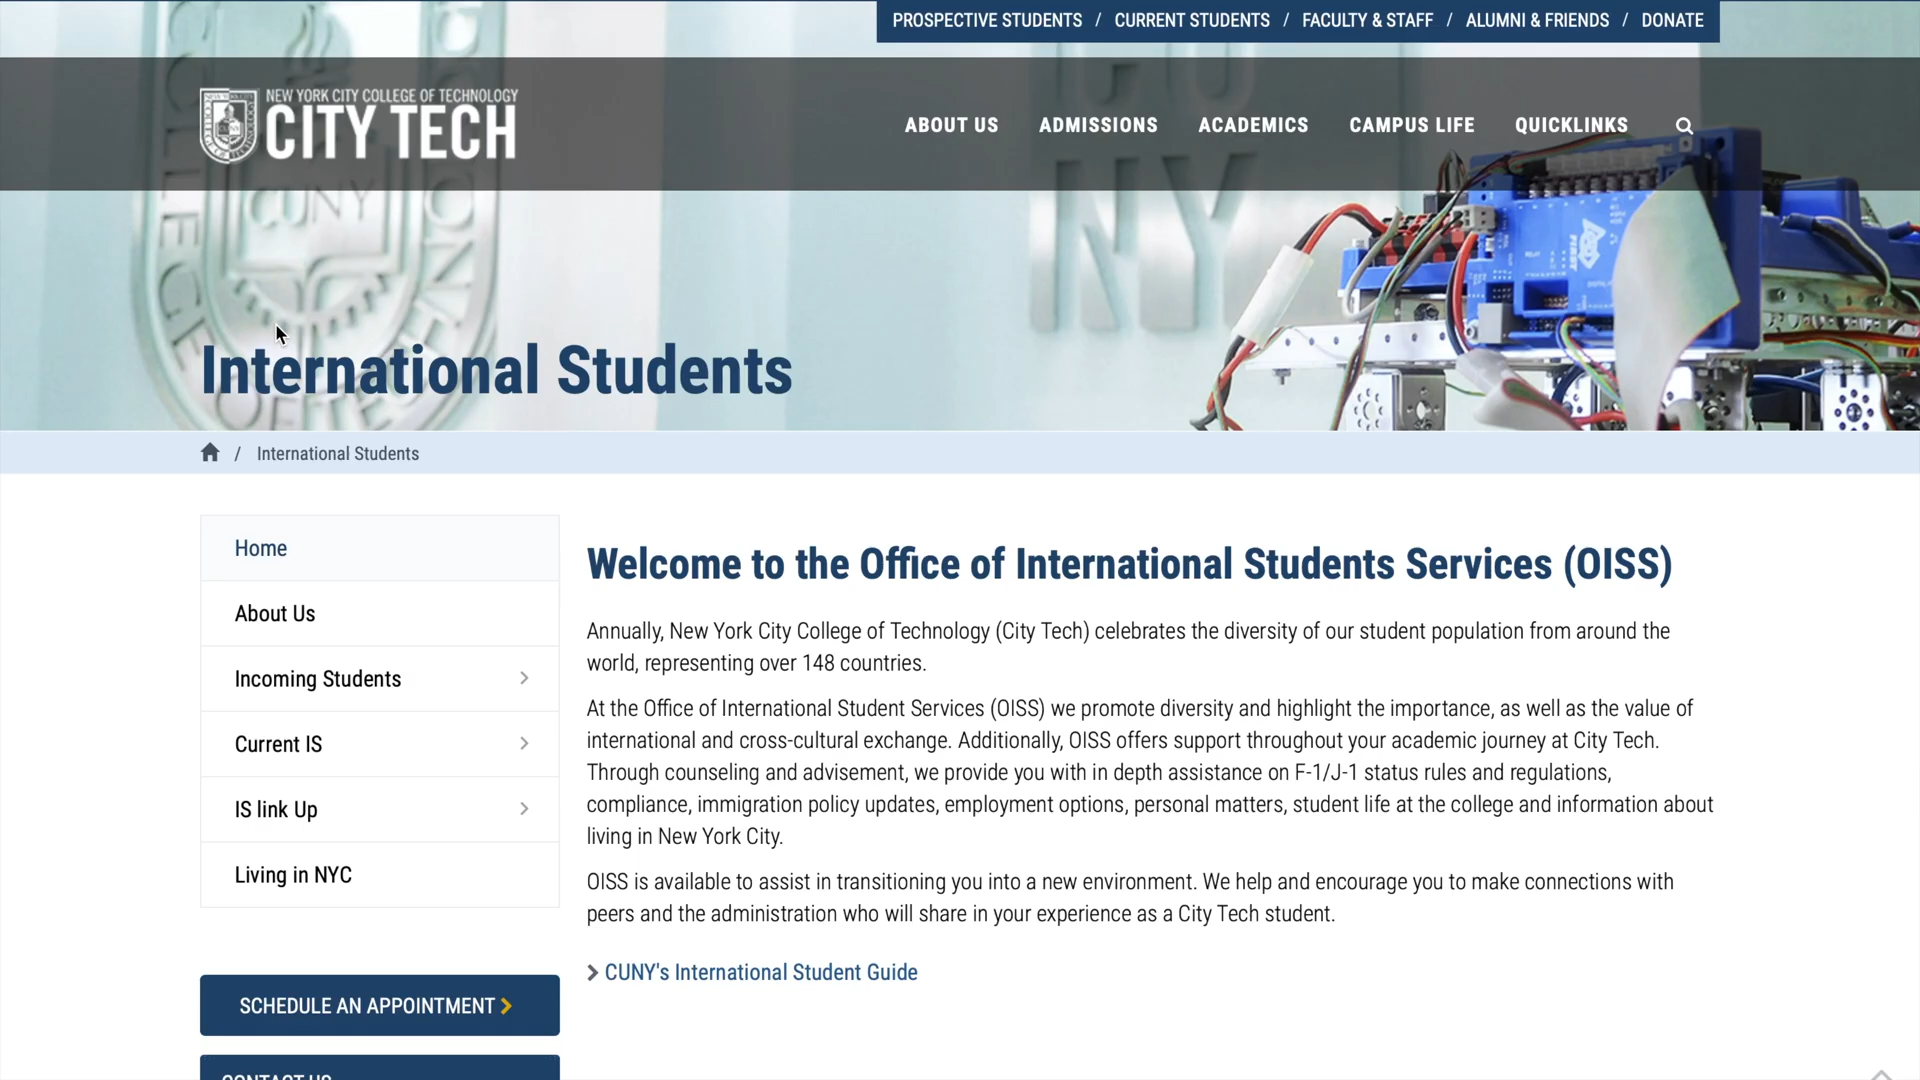 PROSPECTIVE STUDENTS / CURRENT STUDENTS / FACULTY & STAFF / ALUMNI & FRIENDS / DONATE
NEW YORK CITY COLLEGE OF TECHNOLOGY
CITY TECH
ABOUT US ADMISSIONS ACADEMICS CAMPUS LIFE QUICKLINKS
CUNY
NY
FIRST
International Students
/ International Students
Home
About Us
Incoming Students
Current IS
IS link Up
Living in NYC
SCHEDULE AN APPOINTMENT
CONTACT US
Welcome to the Office of International Students Services (OISS)
Annually, New York City College of Technology (City Tech) celebrates the diversity of our student population from around the
world, representing over 148 countries.
At the Office of International Student Services (OISS) we promote diversity and highlight the importance, as well as the value of
international and cross-cultural exchange. Additionally, OISS offers support throughout your academic journey at City Tech.
Through counseling and advisement, we provide you with in depth assistance on F-1/J-1 status rules and regulations,
compliance, immigration policy updates, employment options, personal matters, student life at the college and information about
living in New York City.
OISS is available to assist in transitioning you into a new environment. We help and encourage you to make connections with
peers and the administration who will share in your experience as a City Tech student.
CUNY's International Student Guide